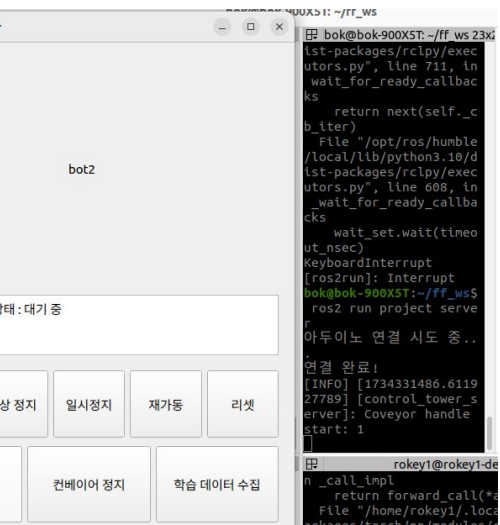 bok@bok-900X5T: ~/ff_ws
bot2
상태 : 대기 중
상 정지
일시정지
재가동
리셋
컨베이어 정지
학습 데이터 수집
bok@bok-900X5T: ~/ff_ws 23x2
ist-packages/rclpy/exec
utors.py", line 711, in
wait_for_ready_callbac
ks
return next(self._c
b_iter)
File "/opt/ros/humble
/local/lib/python3.10/d
ist-packages/rclpy/exec
utors.py", line 608, in
_wait_for_ready_callba
cks
wait_set.wait(timeo
ut_nsec)
KeyboardInterrupt
[ros2run]: Interrupt
bok@bok-900X5T:~/ff_ws$
ros2 run project serve
r
아두이노 연결 시도 중..
.
연결 완료!
[INFO] [1734331486.6119
27789] [control_tower_s
erver]: Coveyor handle
start: 1
rokey1@rokey1-de
n _call_impl
return forward_call(*a
File "/home/rokey1/.loca